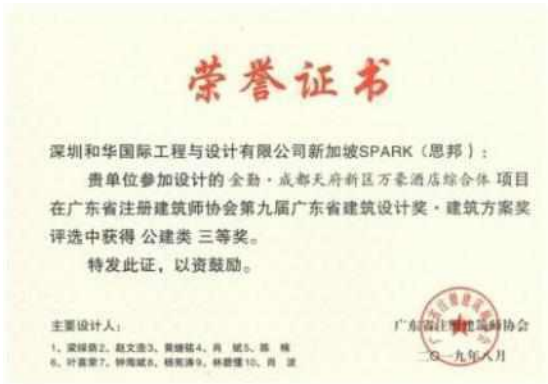 荣誉证书
深圳和华国际工程与设计有限公司新加坡SPARK(思邦):
贵单位参加设计的 金勤·成都天府新区万豪酒店综合体 项目
在广东省注册建筑师协会第九届广东省建筑设计奖·建筑方案奖
评选中获得 公建类 三等奖。
特发此证,以资鼓励。
主要设计人:
广东省注册建筑师协会
二〇一九年八月